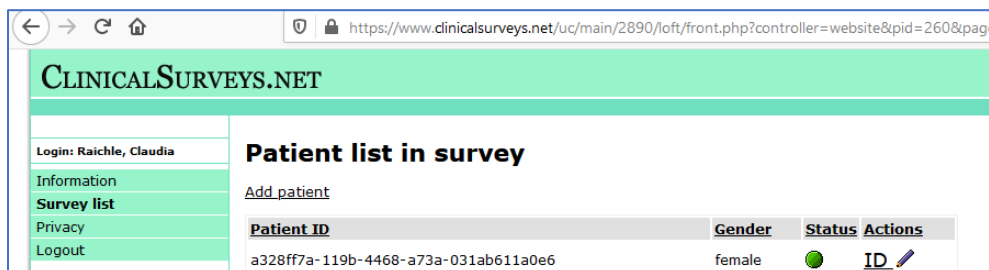 https://www.clinicalsurveys.net/uc/main/2890/loft/front.php?controller=website&pid=260&pag
CLINICALSURVEYS.NET
Login: Raichle, Claudia
Information
Survey list
Privacy
Logout
Patient list in survey
Add patient
Patient ID Gender Status Actions
a328ff7a-119b-4468-a73a-031ab611a0e6 female ID